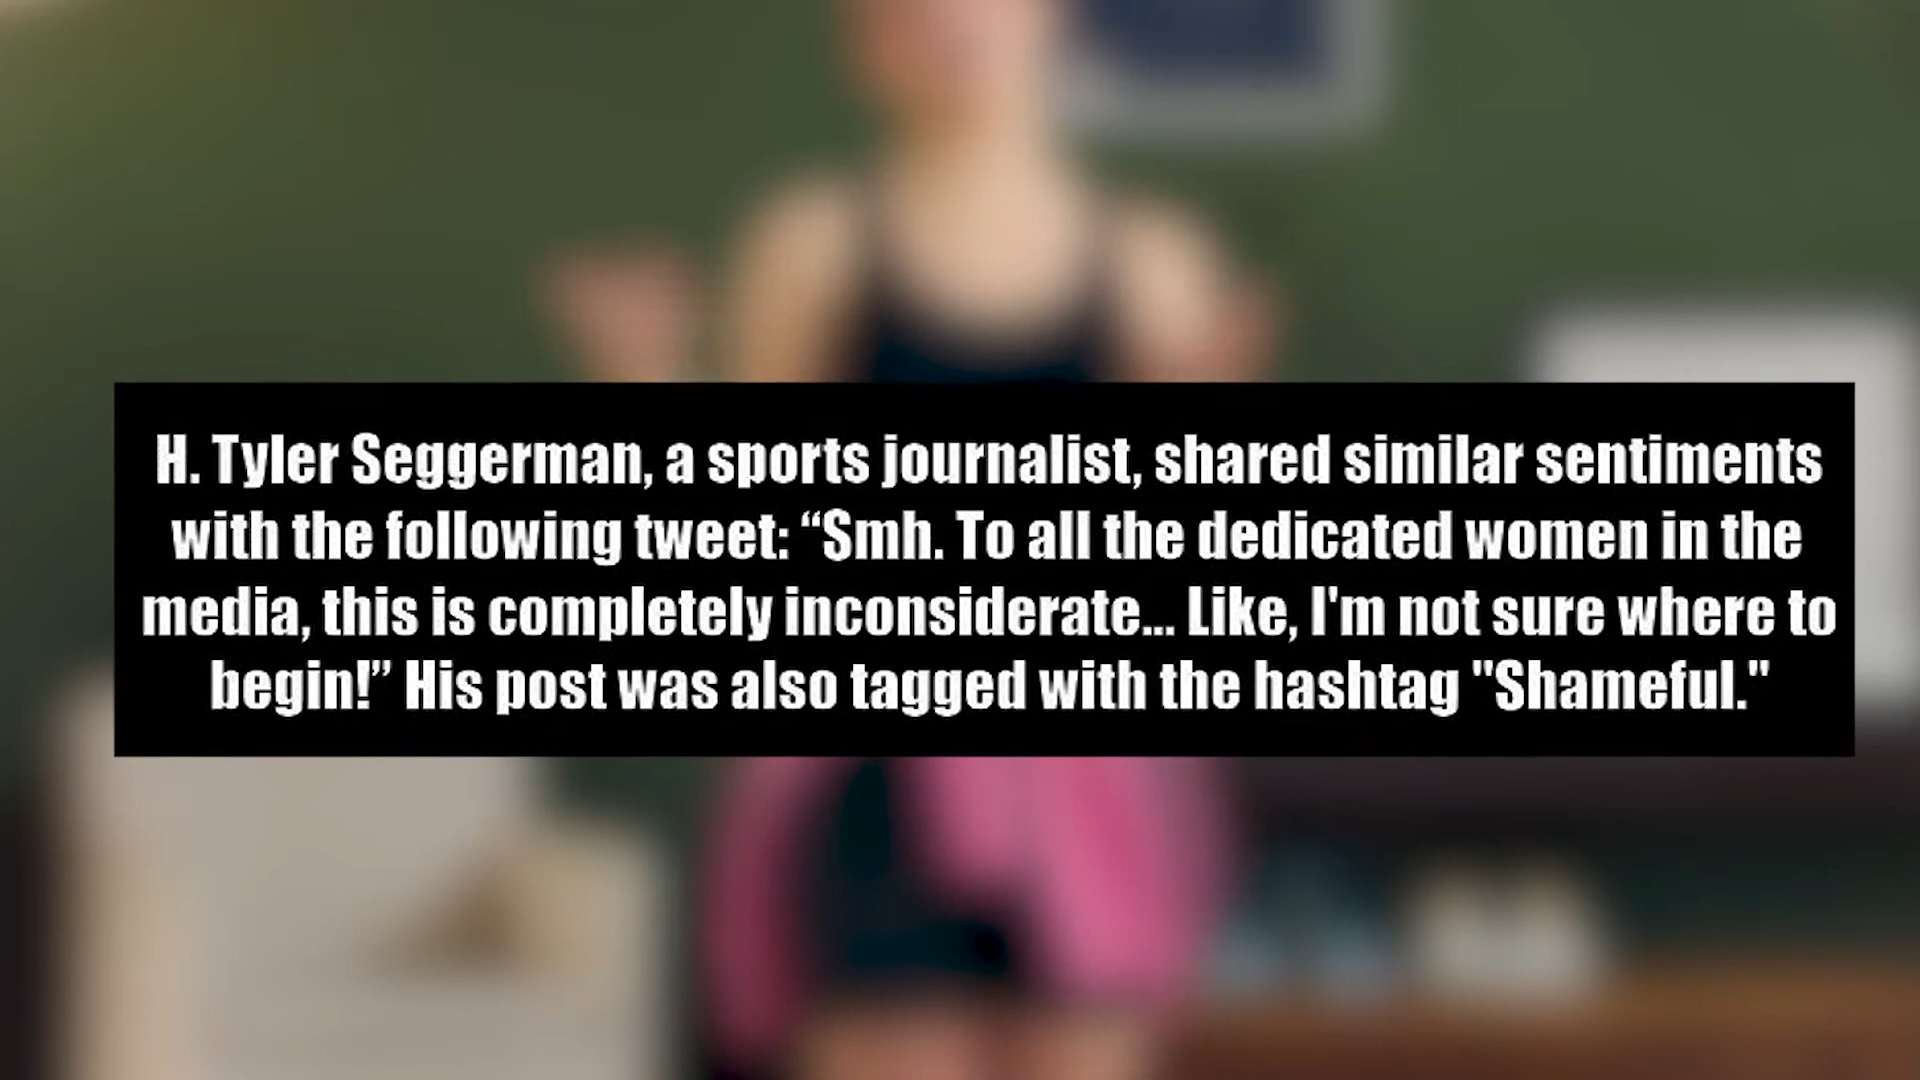 H. Tyler Seggerman, a sports journalist, shared similar sentiments
with the following tweet: “Smh. To all the dedicated women in the
media, this is completely inconsiderate... Like, I'm not sure where to
begin!” His post was also tagged with the hashtag "Shameful."